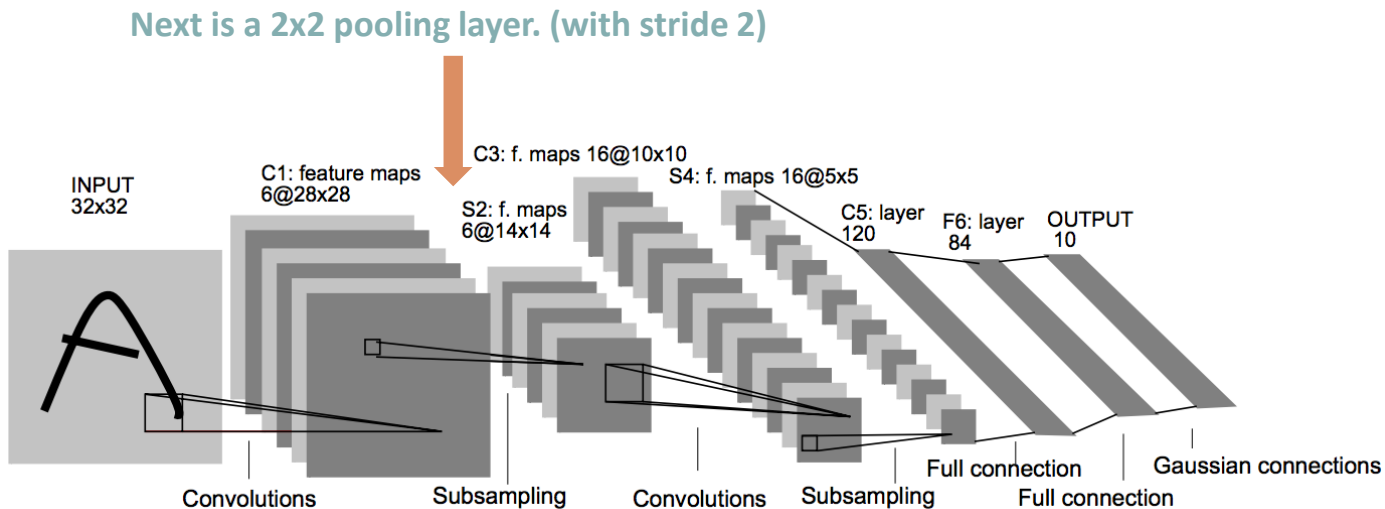 Next is a 2x2 pooling layer. (with stride 2)
INPUT
32x32
C1: feature maps
6@28x28
S2: f. maps
6@14x14
C3: f. maps 16@10x10
S4: f. maps 16@5x5
C5: layer
120
F6: layer
84
OUTPUT
10
Convolutions
Subsampling
Convolutions
Subsampling
Full connection
Full connection
Gaussian connections